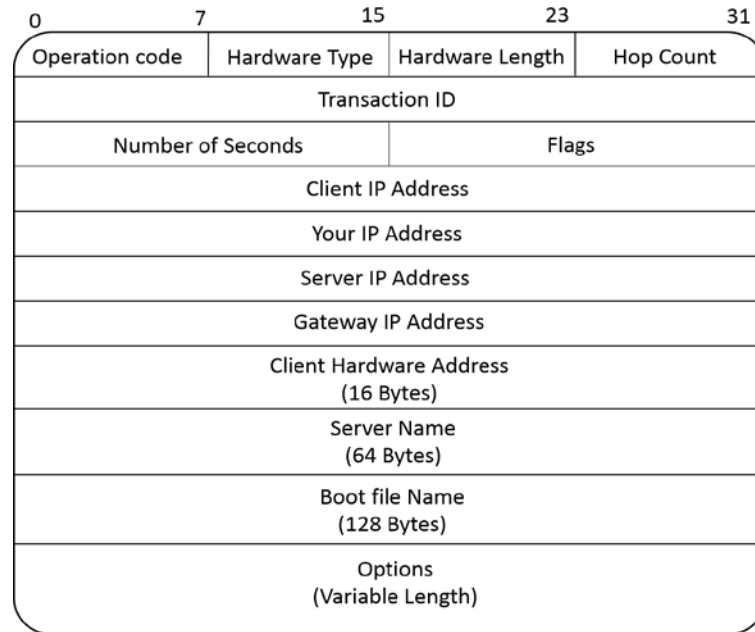 0 7 15 23 31
Operation code Hardware Type Hardware Length Hop Count
Transaction ID
Number of Seconds Flags
Client IP Address
Your IP Address
Server IP Address
Gateway IP Address
Client Hardware Address
(16 Bytes)
Server Name
(64 Bytes)
Boot file Name
(128 Bytes)
Options
(Variable Length)